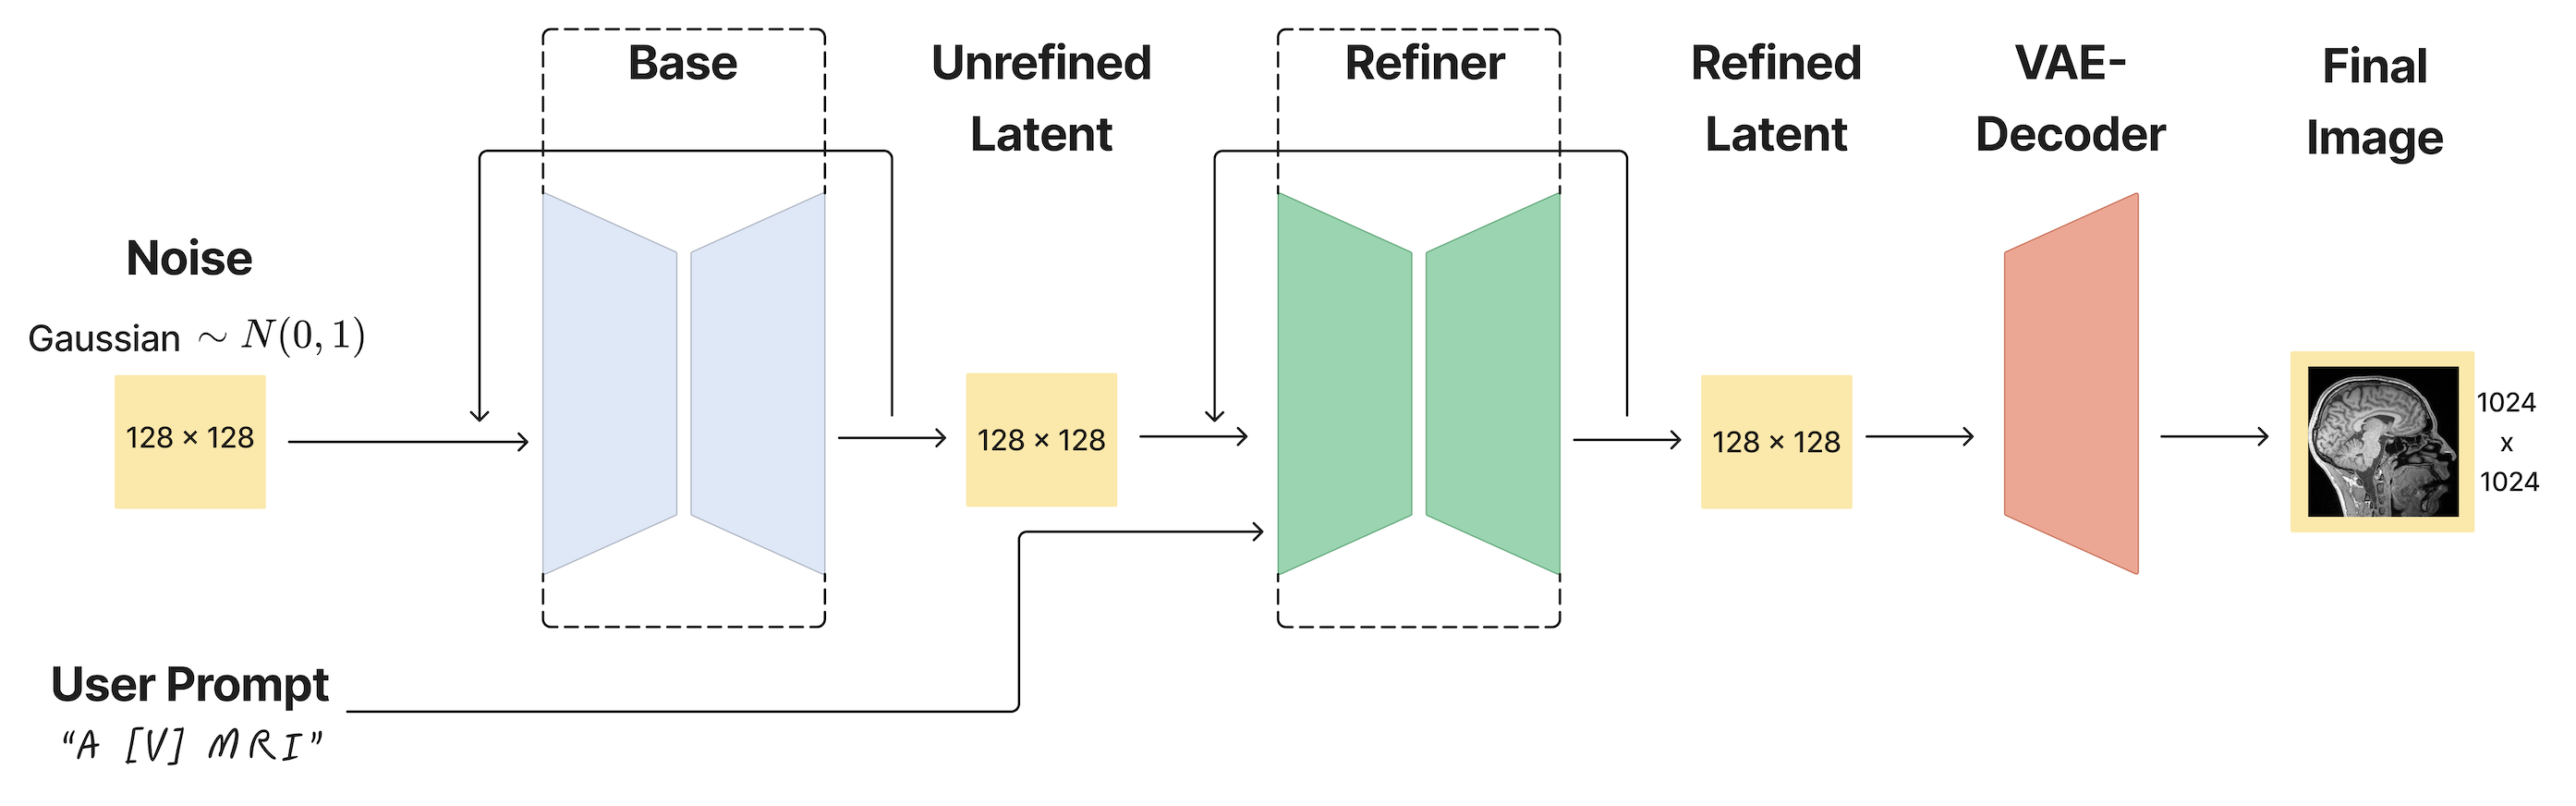 Base
Unrefined
Latent
Refiner
Refined
Latent
VAE-
Decoder
Final
Image
Noise
Gaussian ∼ N(0, 1)
128 × 128
128 × 128
128 × 128
1024
x
1024
User Prompt
“A [V] MRI”